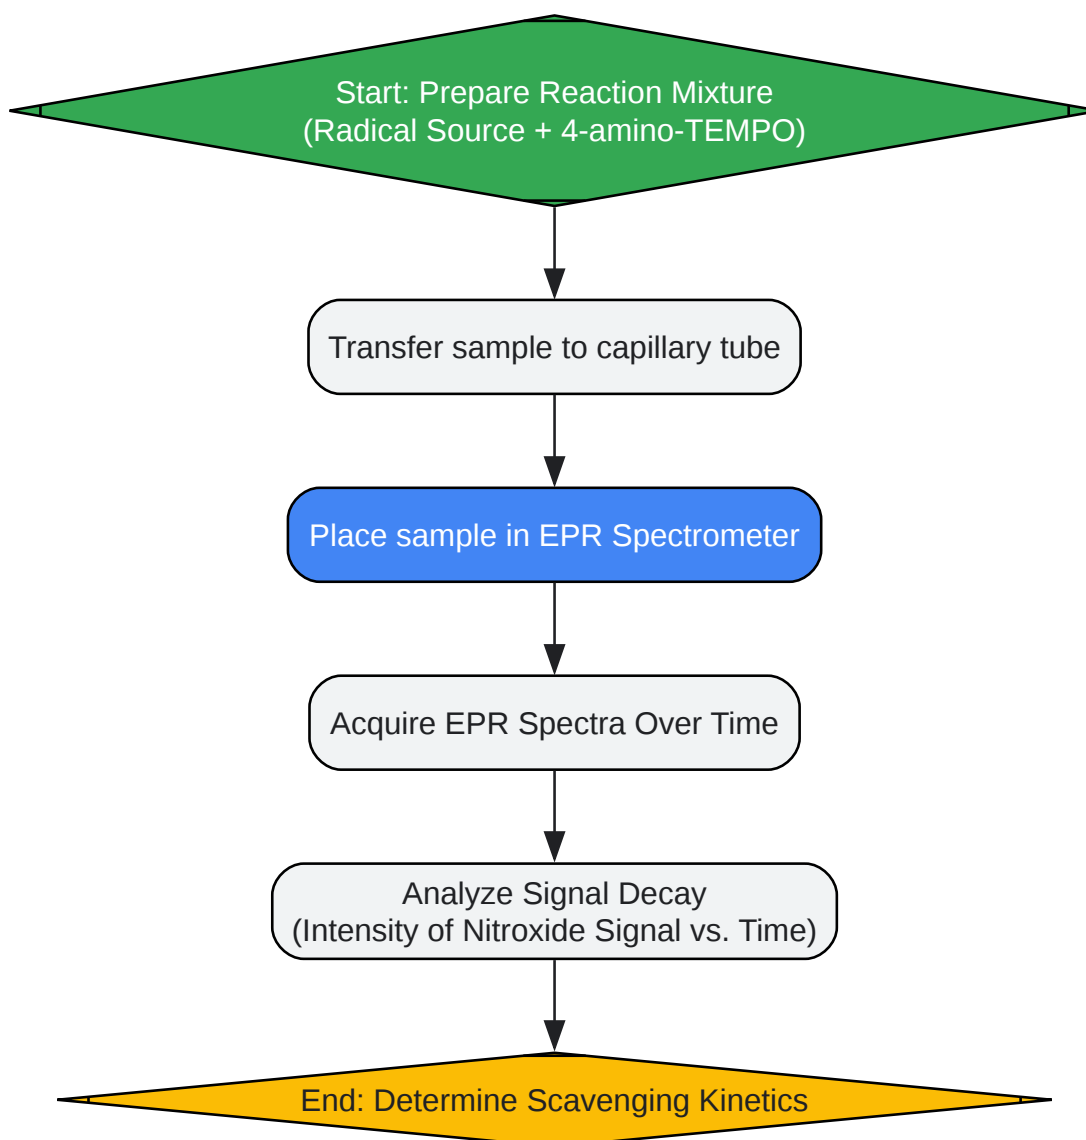 Start: Prepare Reaction Mixture
(Radical Source + 4-amino-TEMPO)
Transfer sample to capillary tube
Place sample in EPR Spectrometer
Acquire EPR Spectra Over Time
Analyze Signal Decay
(Intensity of Nitroxide Signal vs. Time)
End: Determine Scavenging Kinetics